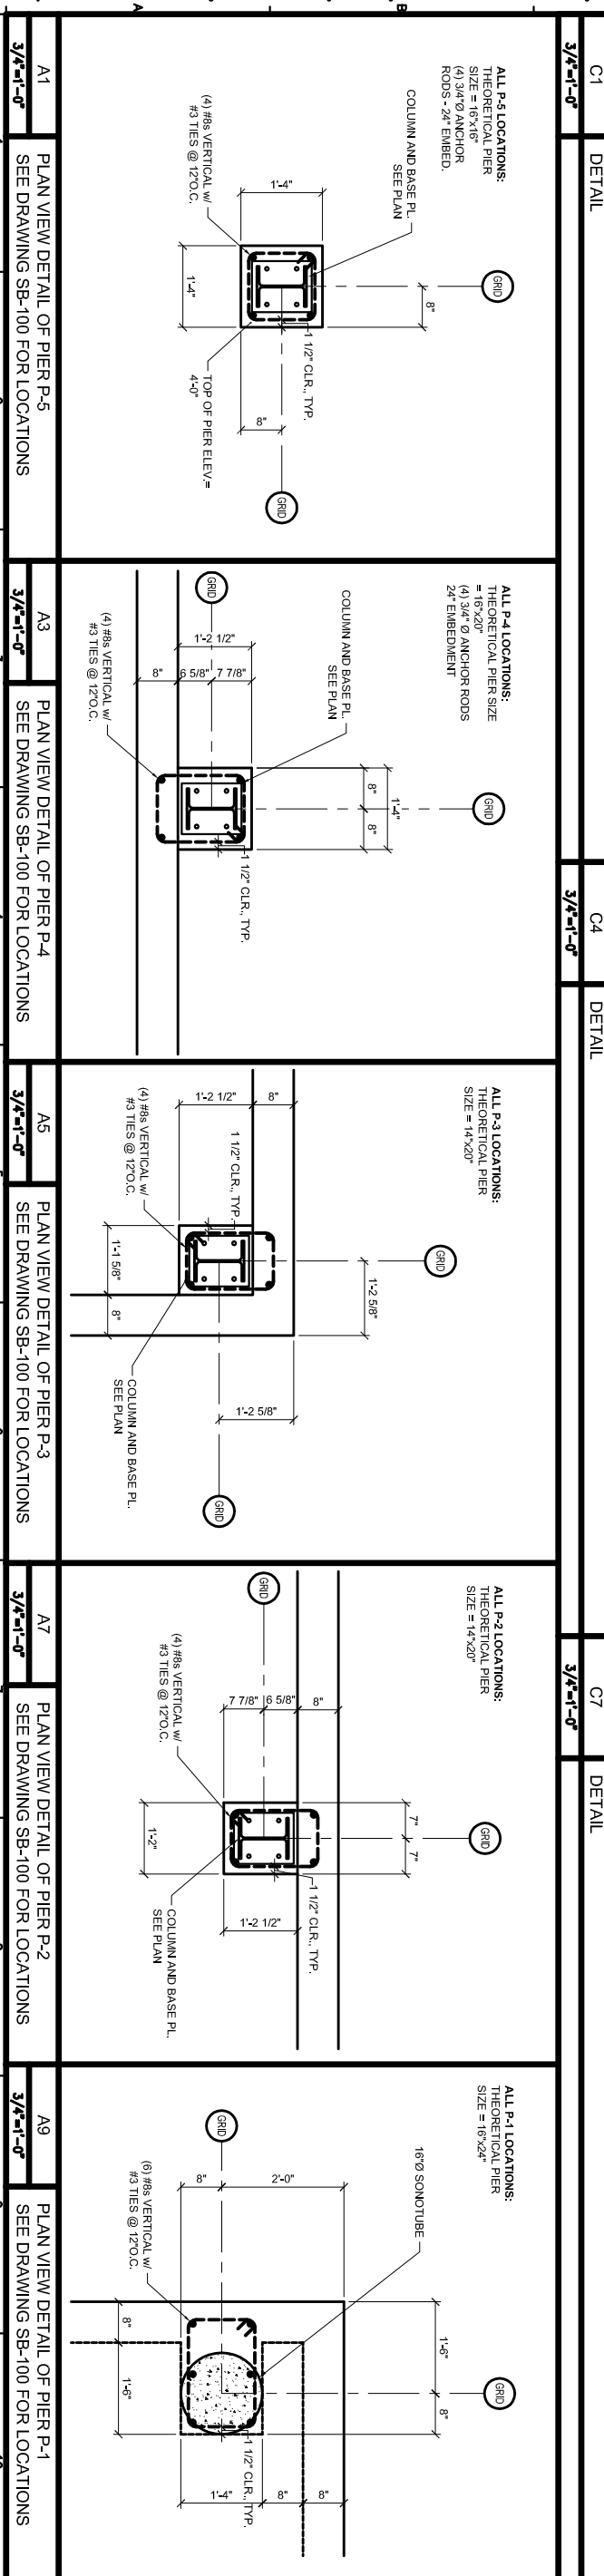 C1
3/4"=1'-0"
DETAIL
C4
3/4"=1'-0"
DETAIL
C7
3/4"=1'-0"
DETAIL
B
A
ALL P-5 LOCATIONS:
THEORETICAL PIER
SIZE = 16"x16"
(4) 3/4"Ø ANCHOR
RODS - 24" EMBED.
COLUMN AND BASE PL.
SEE PLAN
(4) #8s VERTICAL w/
#3 TIES @ 12"O.C.
1'-4"
1'-4"
GRID
8"
1 1/2" CLR., TYP.
TOP OF PIER ELEV.=
4'-0"
8"
GRID
A1
3/4"=1'-0"
PLAN VIEW DETAIL OF PIER P-5
SEE DRAWING SB-100 FOR LOCATIONS
ALL P-4 LOCATIONS:
THEORETICAL PIER SIZE
= 16"x20"
(4) 3/4" Ø ANCHOR RODS
24" EMBEDMENT
COLUMN AND BASE PL.
SEE PLAN
GRID
1'-2 1/2"
8"
6 5/8"
7 7/8"
(4) #8s VERTICAL w/
#3 TIES @ 12"O.C.
GRID
1'-4"
8"
8"
1 1/2" CLR., TYP.
A3
3/4"=1'-0"
PLAN VIEW DETAIL OF PIER P-4
SEE DRAWING SB-100 FOR LOCATIONS
ALL P-3 LOCATIONS:
THEORETICAL PIER
SIZE = 14"x20"
1'-2 1/2"
8"
1 1/2" CLR., TYP.
(4) #8s VERTICAL w/
#3 TIES @ 12"O.C.
1'-1 5/8"
8"
GRID
1'-2 5/8"
1'-2 5/8"
COLUMN AND BASE PL.
SEE PLAN
GRID
A5
3/4"=1'-0"
PLAN VIEW DETAIL OF PIER P-3
SEE DRAWING SB-100 FOR LOCATIONS
ALL P-2 LOCATIONS:
THEORETICAL PIER
SIZE = 14"x20"
GRID
7 7/8"
6 5/8"
8"
(4) #8s VERTICAL w/
#3 TIES @ 12"O.C.
GRID
7"
7"
1'-2"
1 1/2" CLR., TYP.
1'-2 1/2"
COLUMN AND BASE PL.
SEE PLAN
A7
3/4"=1'-0"
PLAN VIEW DETAIL OF PIER P-2
SEE DRAWING SB-100 FOR LOCATIONS
ALL P-1 LOCATIONS:
THEORETICAL PIER
SIZE = 16"x24"
16"Ø SONOTUBE
GRID
8"
2'-0"
(6) #8s VERTICAL w/
#3 TIES @ 12"O.C.
GRID
1'-6"
8"
8"
1'-6"
1 1/2" CLR., TYP.
1'-4"
8"
8"
A9
3/4"=1'-0"
PLAN VIEW DETAIL OF PIER P-1
SEE DRAWING SB-100 FOR LOCATIONS